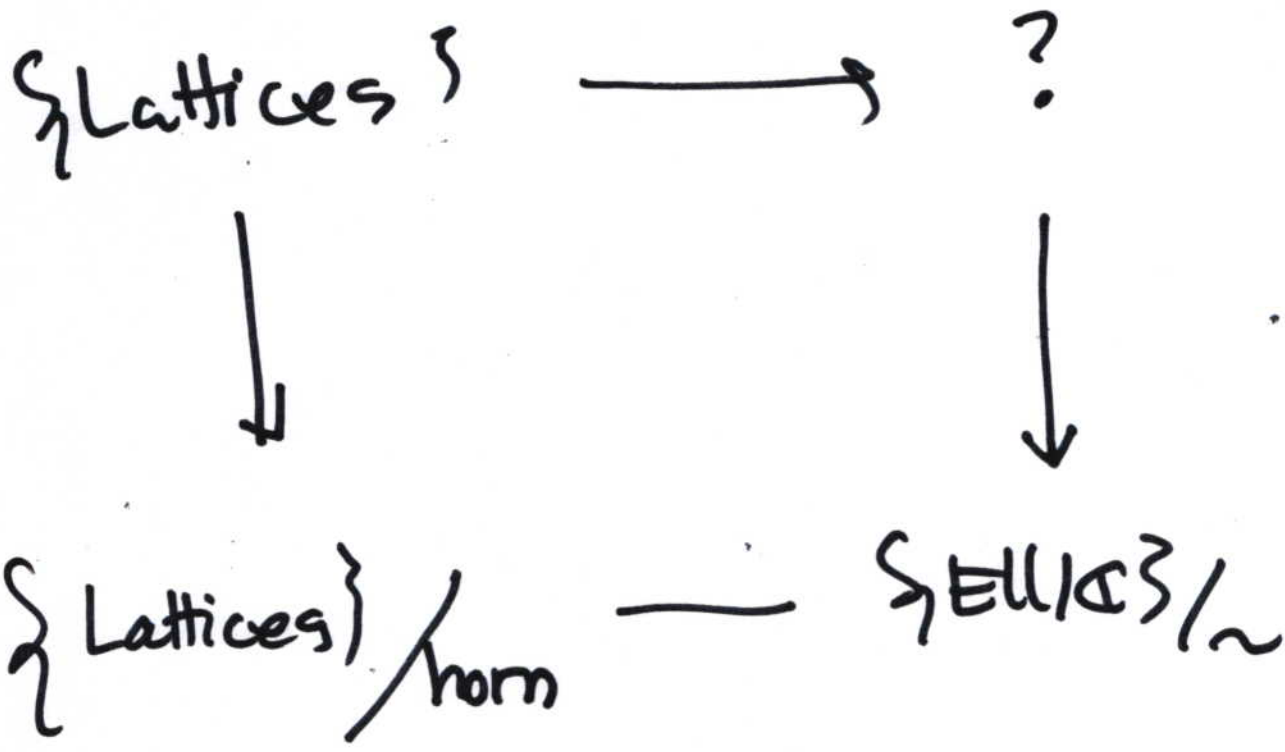 {Lattices} → ?
{Lattices}/hom — {Ell/ℂ}/~